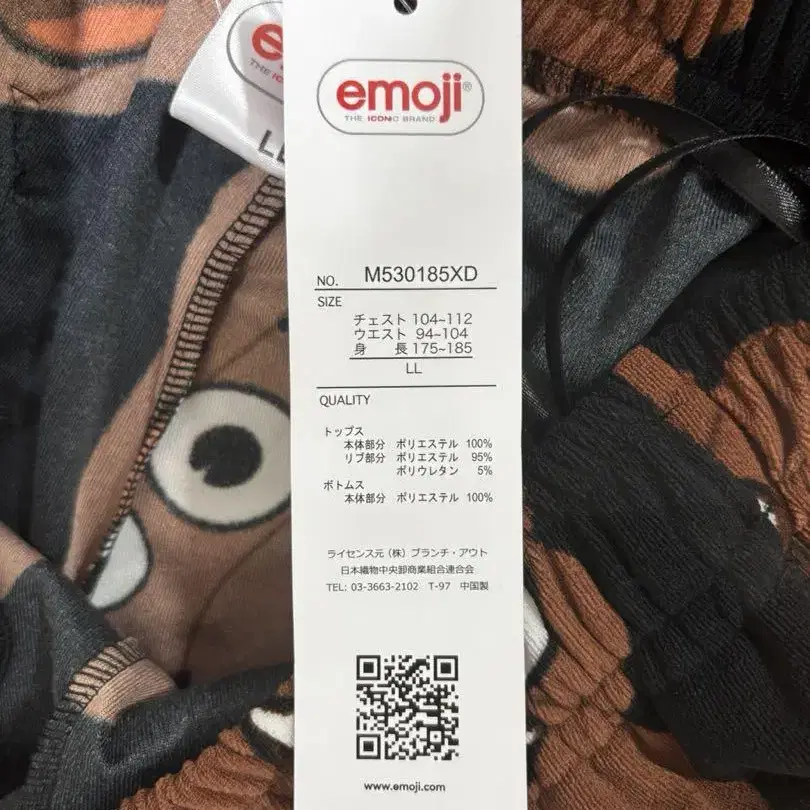 e
THE ICON
LL
emoji®
THE ICONIC BRAND
NO. M530185XD
SIZE
チェスト 104~112
ウエスト 94~104
身 長 175~185
LL
QUALITY
トップス
本体部分 ポリエステル 100%
リブ部分 ポリエステル 95%
ポリウレタン 5%
ボトムス
本体部分 ポリエステル 100%
ライセンス元（株）ブランチ・アウト
日本織物中央卸商業組合連合会
TEL: 03-3663-2102 T-97 中国製
www.emoji.com